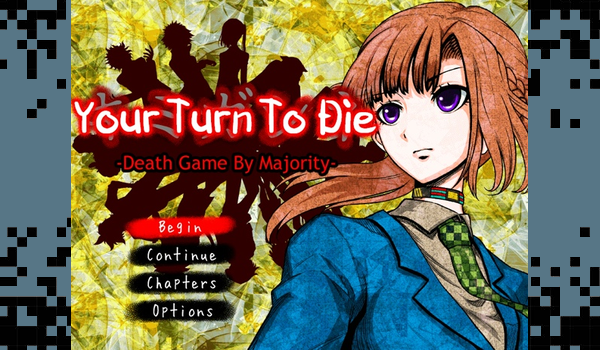 Your Turn To Die
-Death Game By Majority-
Begin
Continue
Chapters
Options